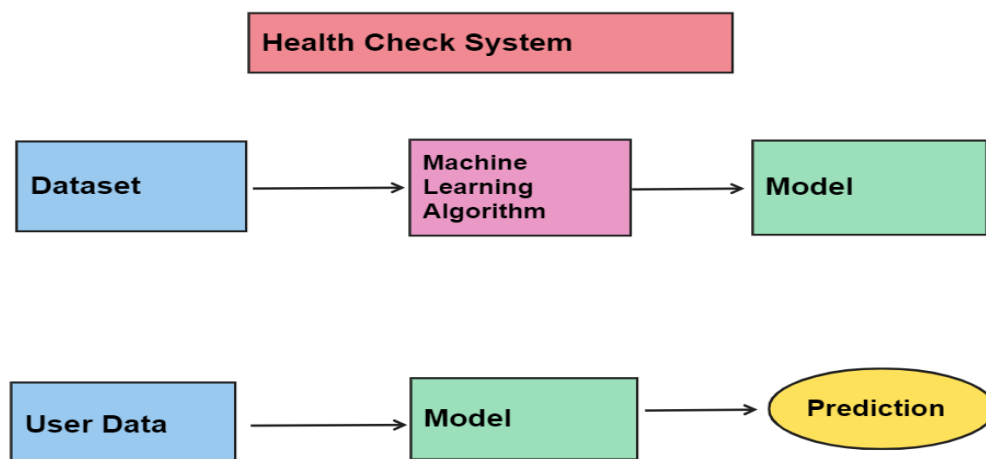 Health Check System
Dataset
Machine
Learning
Algorithm
Model
User Data
Model
Prediction